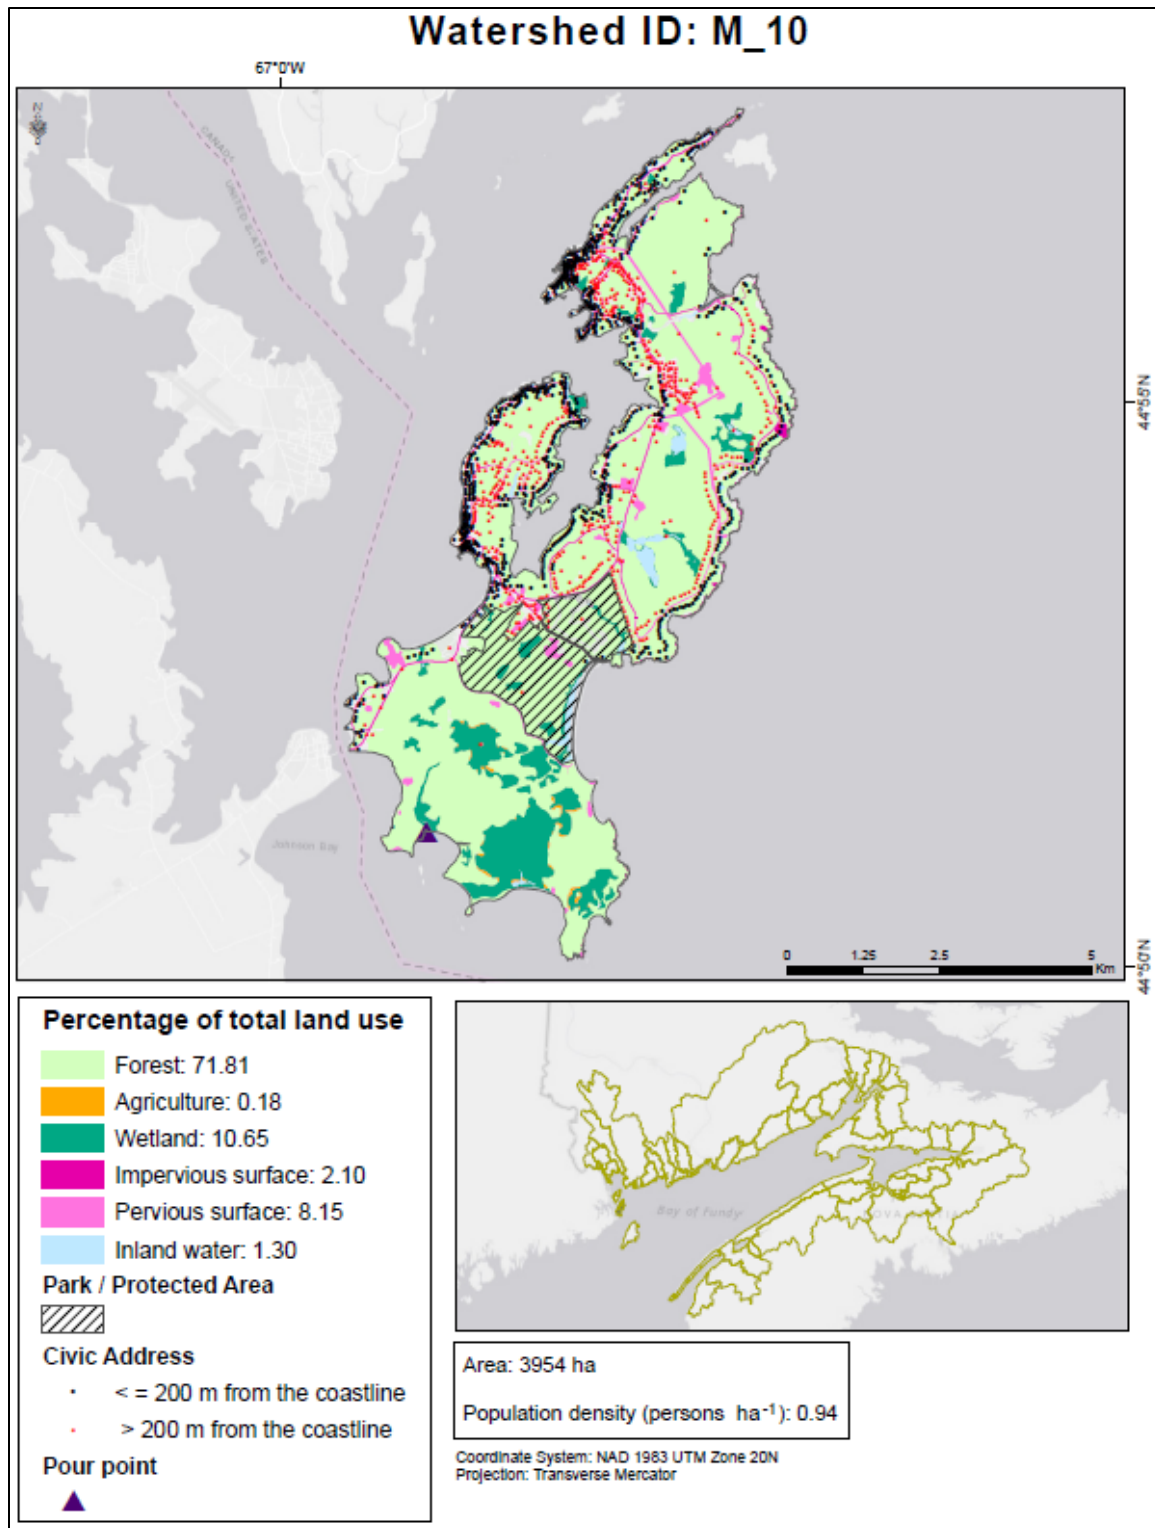 Watershed ID: M_10
67°0'W
N
CANADA
UNITED STATES
44°55'N
Johnson Bay
0 1.25 2.5 5
Km
44°50'N
Percentage of total land use
Forest: 71.81
Agriculture: 0.18
Wetland: 10.65
Impervious surface: 2.10
Pervious surface: 8.15
Inland water: 1.30
Park / Protected Area
Civic Address
< = 200 m from the coastline
> 200 m from the coastline
Pour point
Bay of Fundy
Area: 3954 ha
Population density (persons ha⁻¹): 0.94
Coordinate System: NAD 1983 UTM Zone 20N
Projection: Transverse Mercator